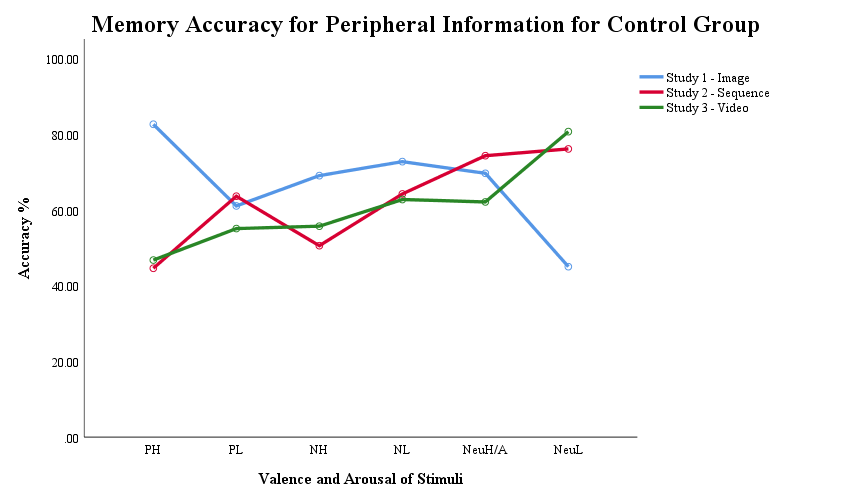 Memory Accuracy for Peripheral Information for Control Group
100.00
80.00
60.00
40.00
20.00
.00
Accuracy %
Study 1 - Image
Study 2 - Sequence
Study 3 - Video
PH PL NH NL NeuH/A NeuL
Valence and Arousal of Stimuli